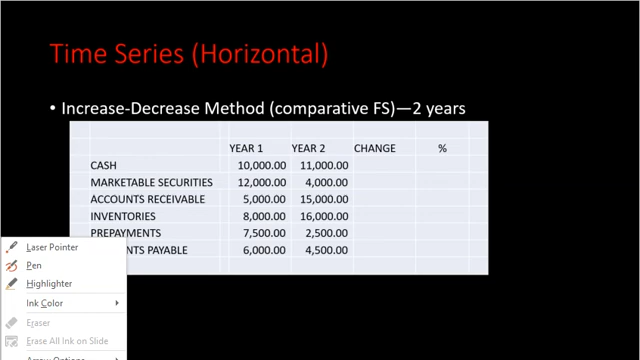 Time Series (Horizontal)
• Increase-Decrease Method (comparative FS)—2 years
YEAR 1 YEAR 2 CHANGE %
CASH 10,000.00 11,000.00
MARKETABLE SECURITIES 12,000.00 4,000.00
ACCOUNTS RECEIVABLE 5,000.00 15,000.00
INVENTORIES 8,000.00 16,000.00
PREPAYMENTS 7,500.00 2,500.00
NTS PAYABLE 6,000.00 4,500.00
Laser Pointer
Pen
Highlighter
Ink Color
Eraser
Erase All Ink on Slide
Arrow Options